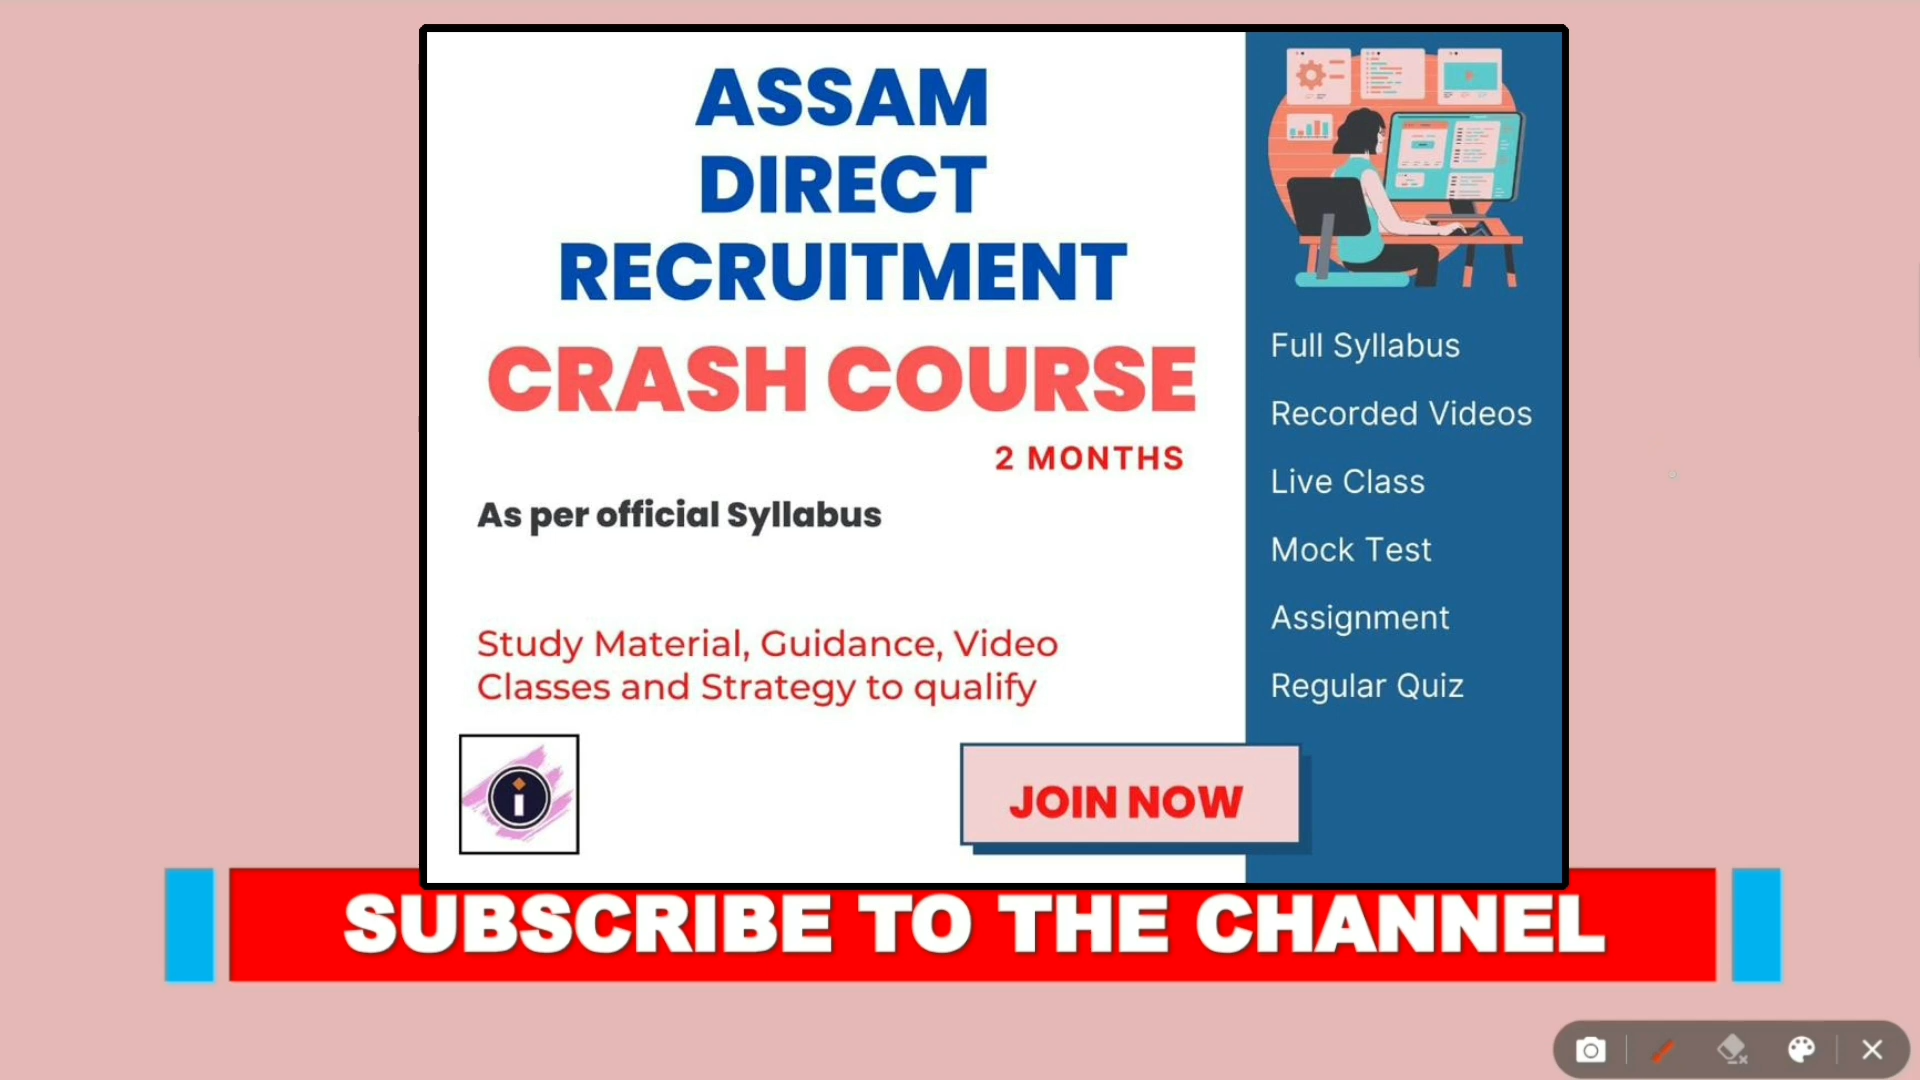 ASSAM
DIRECT
RECRUITMENT
CRASH COURSE
2 MONTHS
As per official Syllabus
Study Material, Guidance, Video
Classes and Strategy to qualify
JOIN NOW
Full Syllabus
Recorded Videos
Live Class
Mock Test
Assignment
Regular Quiz
SUBSCRIBE TO THE CHANNEL